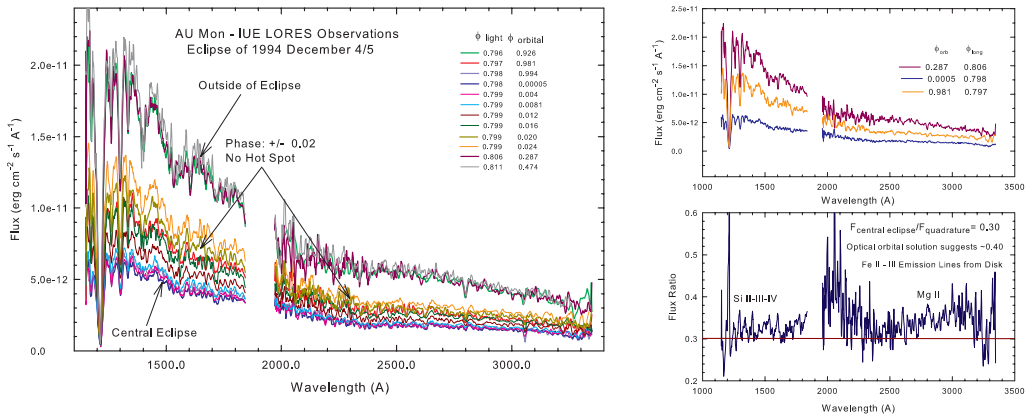 AU Mon - IUE LORES Observations
Eclipse of 1994 December 4/5
ϕ light ϕ orbital
0.796 0.926
0.797 0.981
0.798 0.994
0.798 0.00005
0.799 0.004
0.799 0.0081
0.799 0.012
0.799 0.016
0.799 0.020
0.799 0.024
0.806 0.287
0.811 0.474
Outside of Eclipse
Phase: +/- 0.02
No Hot Spot
Central Eclipse
Flux (erg cm-2 s-1 A-1)
2.0e-11
1.5e-11
1.0e-11
5.0e-12
0.0
1500.0 2000.0 2500.0 3000.0
Wavelength (A)
Flux (erg cm-2 s-1 A-1)
2.5e-11
2.0e-11
1.5e-11
1.0e-11
5.0e-12
0.0
ϕorb ϕlong
0.287 0.806
0.0005 0.798
0.981 0.797
1000 1500 2000 2500 3000 3500
Wavelength (A)
Flux Ratio
0.6
0.5
0.4
0.3
0.2
Fcentral eclipse/Fquadrature= 0.30
Optical orbital solution suggests ~0.40
Fe II - III Emission Lines from Disk
Si II-III-IV
Mg II
1000 1500 2000 2500 3000 3500
Wavelength (A)